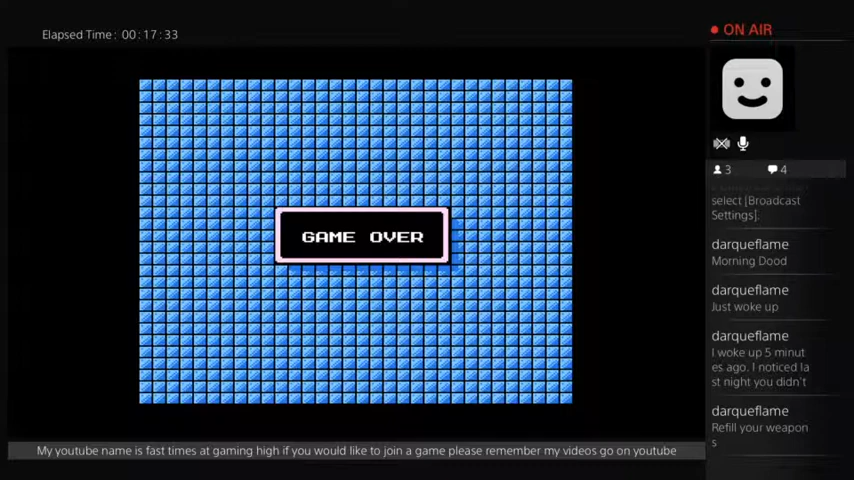 Elapsed Time : 00 : 17 : 33
ON AIR
3
4
select [Broadcast
Settings].
darqueflame
Morning Dood
darqueflame
Just woke up
darqueflame
I woke up 5 minut
es ago. I noticed la
st night you didn't
darqueflame
Refill your weapon
s
GAME OVER
My youtube name is fast times at gaming high if you would like to join a game please remember my videos go on youtube